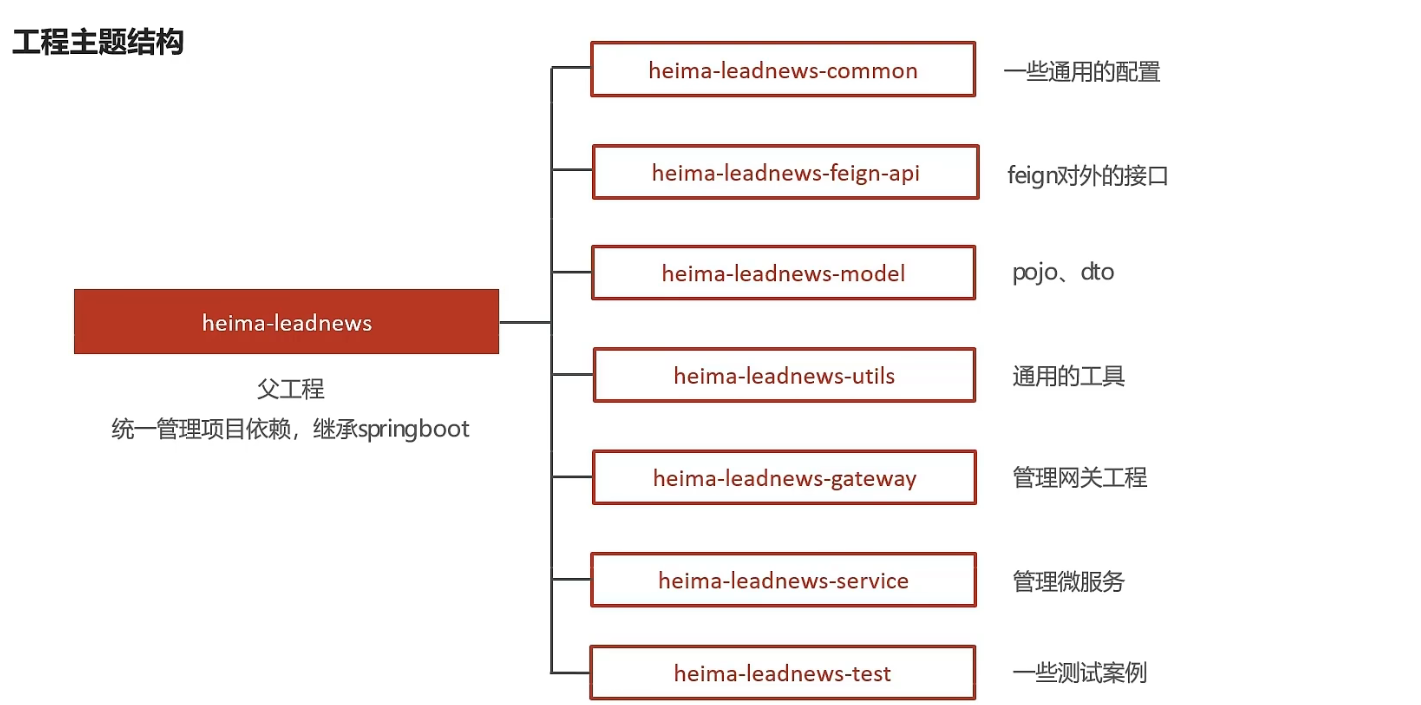 工程主题结构
heima-leadnews-common
一些通用的配置
heima-leadnews-feign-api
feign对外的接口
heima-leadnews-model
pojo、dto
heima-leadnews
父工程
统一管理项目依赖，继承springboot
heima-leadnews-utils
通用的工具
heima-leadnews-gateway
管理网关工程
heima-leadnews-service
管理微服务
heima-leadnews-test
一些测试案例